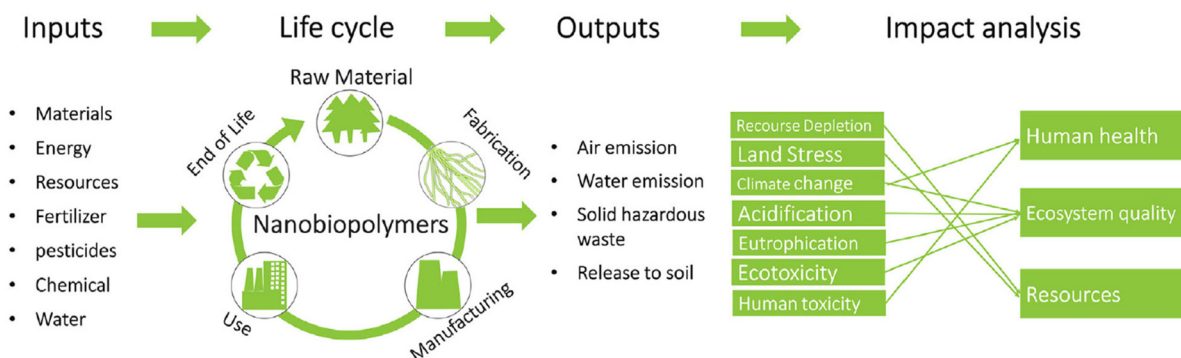 Inputs
Life cycle
Outputs
Impact analysis
• Materials
• Energy
• Resources
• Fertilizer
• pesticides
• Chemical
• Water
Raw Material
Fabrication
Manufacturing
Use
End of Life
Nanobiopolymers
• Air emission
• Water emission
• Solid hazardous
waste
• Release to soil
Recourse Depletion
Land Stress
Climate change
Acidification
Eutrophication
Ecotoxicity
Human toxicity
Human health
Ecosystem quality
Resources